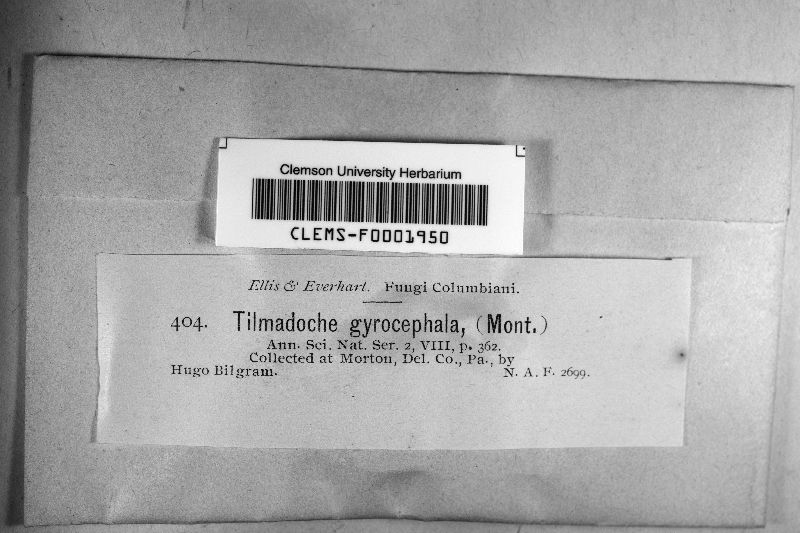 Clemson University Herbarium
CLEMS-F0001950
Ellis & Everhart. Fungi Columbiani.
404. Tilmadoche gyrocephala, (Mont.)
Ann. Sci. Nat. Ser. 2, VIII, p. 362.
Collected at Morton, Del. Co., Pa., by
Hugo Bilgram. N. A. F. 2699.